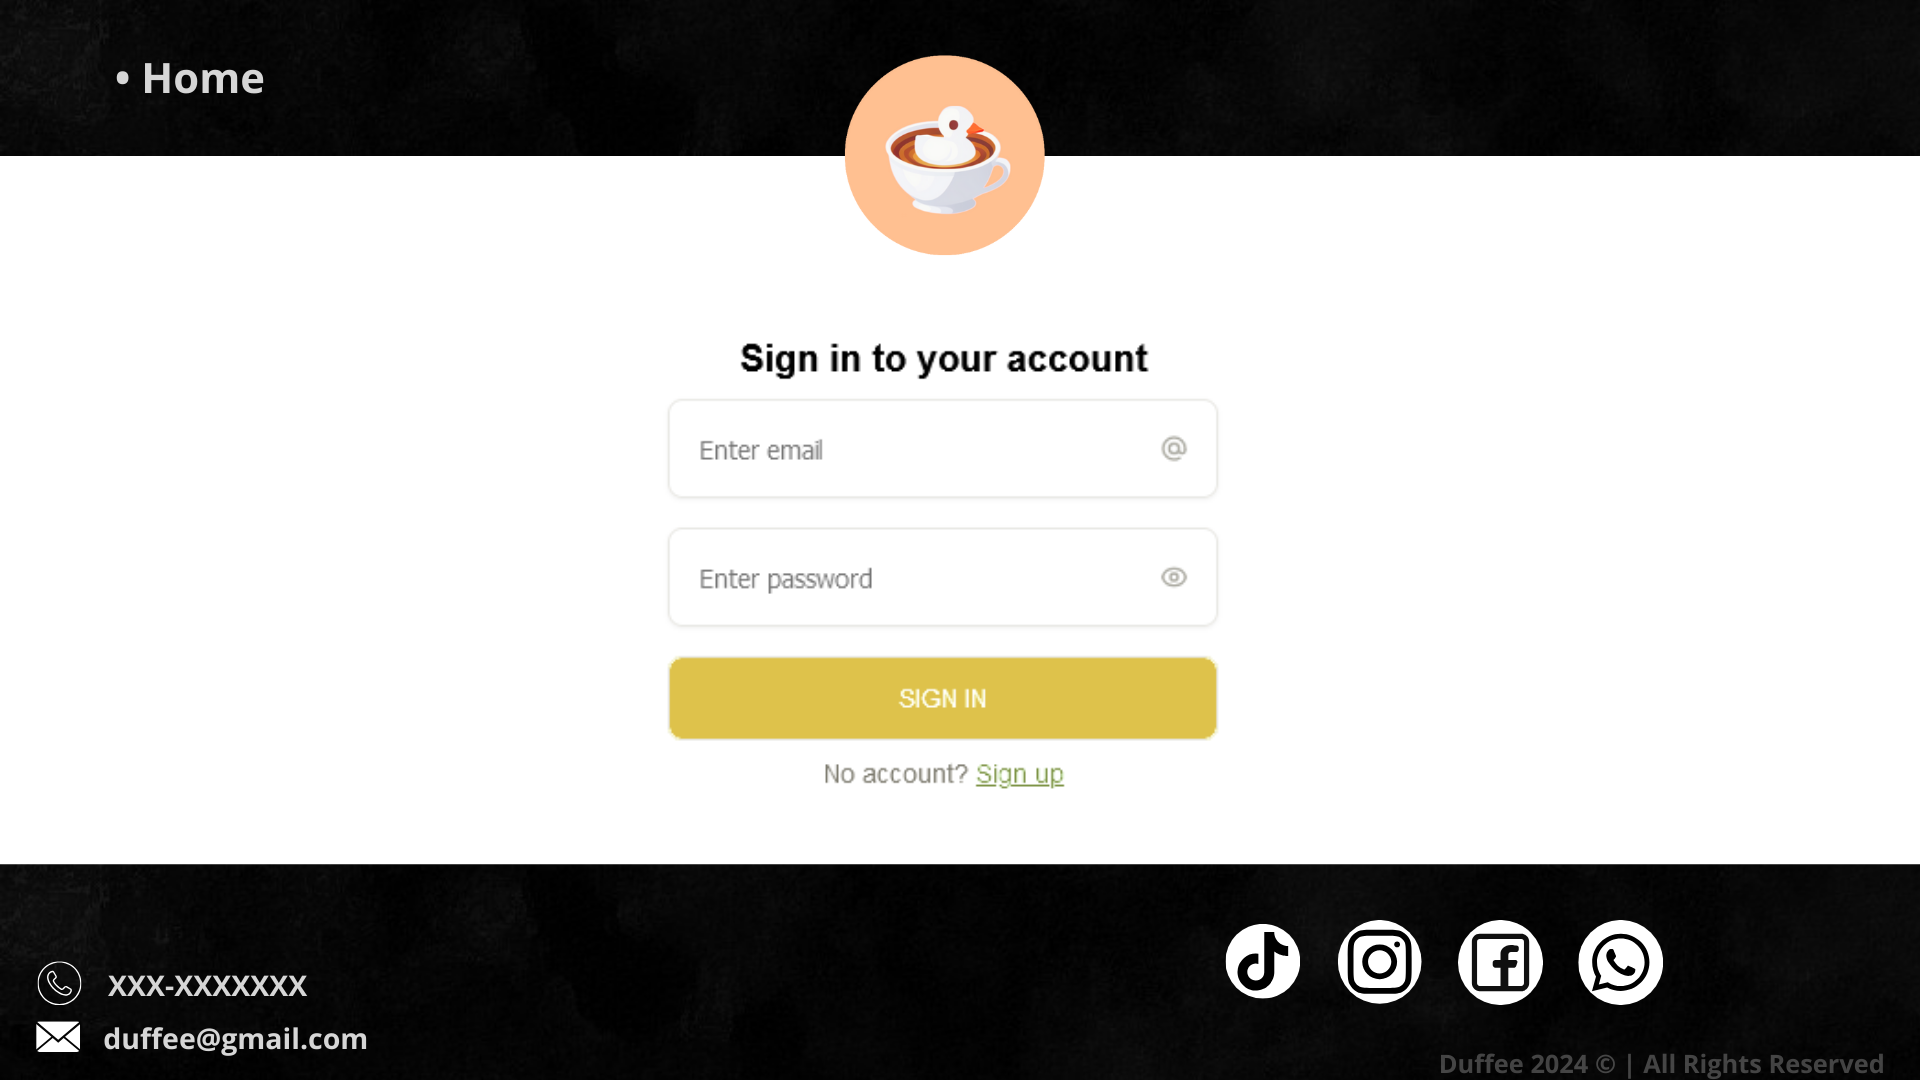 • Home
Sign in to your account
Enter email
Enter password
SIGN IN
No account? Sign up
XXX-XXXXXXX
duffee@gmail.com
Duffee 2024 © | All Rights Reserved